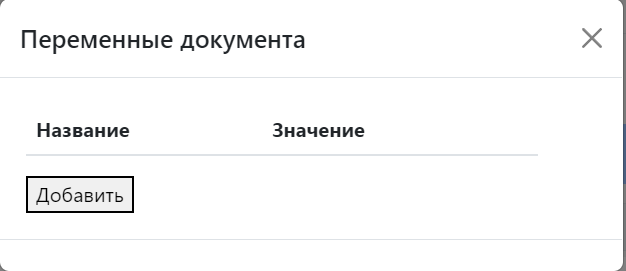 Переменные документа
Название Значение
Добавить